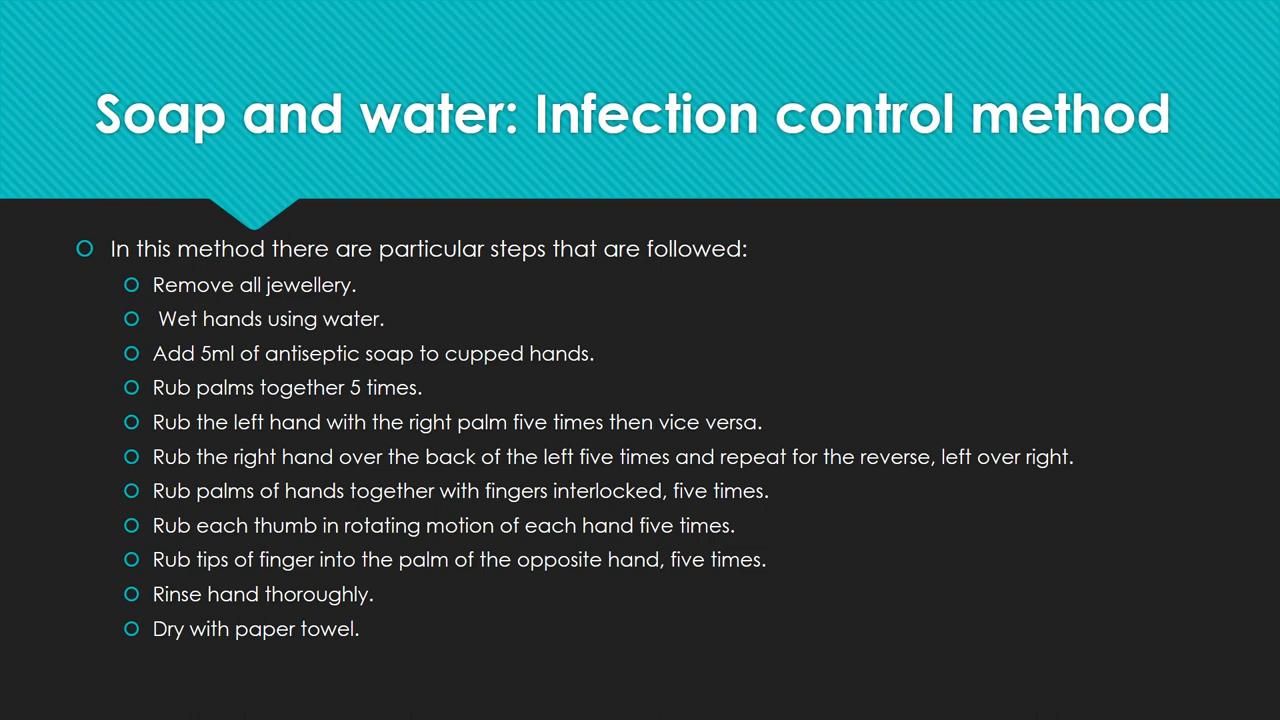 Soap and water: Infection control method
In this method there are particular steps that are followed:
Remove all jewellery.
Wet hands using water.
Add 5ml of antiseptic soap to cupped hands.
Rub palms together 5 times.
Rub the left hand with the right palm five times then vice versa.
Rub the right hand over the back of the left five times and repeat for the reverse, left over right.
Rub palms of hands together with fingers interlocked, five times.
Rub each thumb in rotating motion of each hand five times.
Rub tips of finger into the palm of the opposite hand, five times.
Rinse hand thoroughly.
Dry with paper towel.